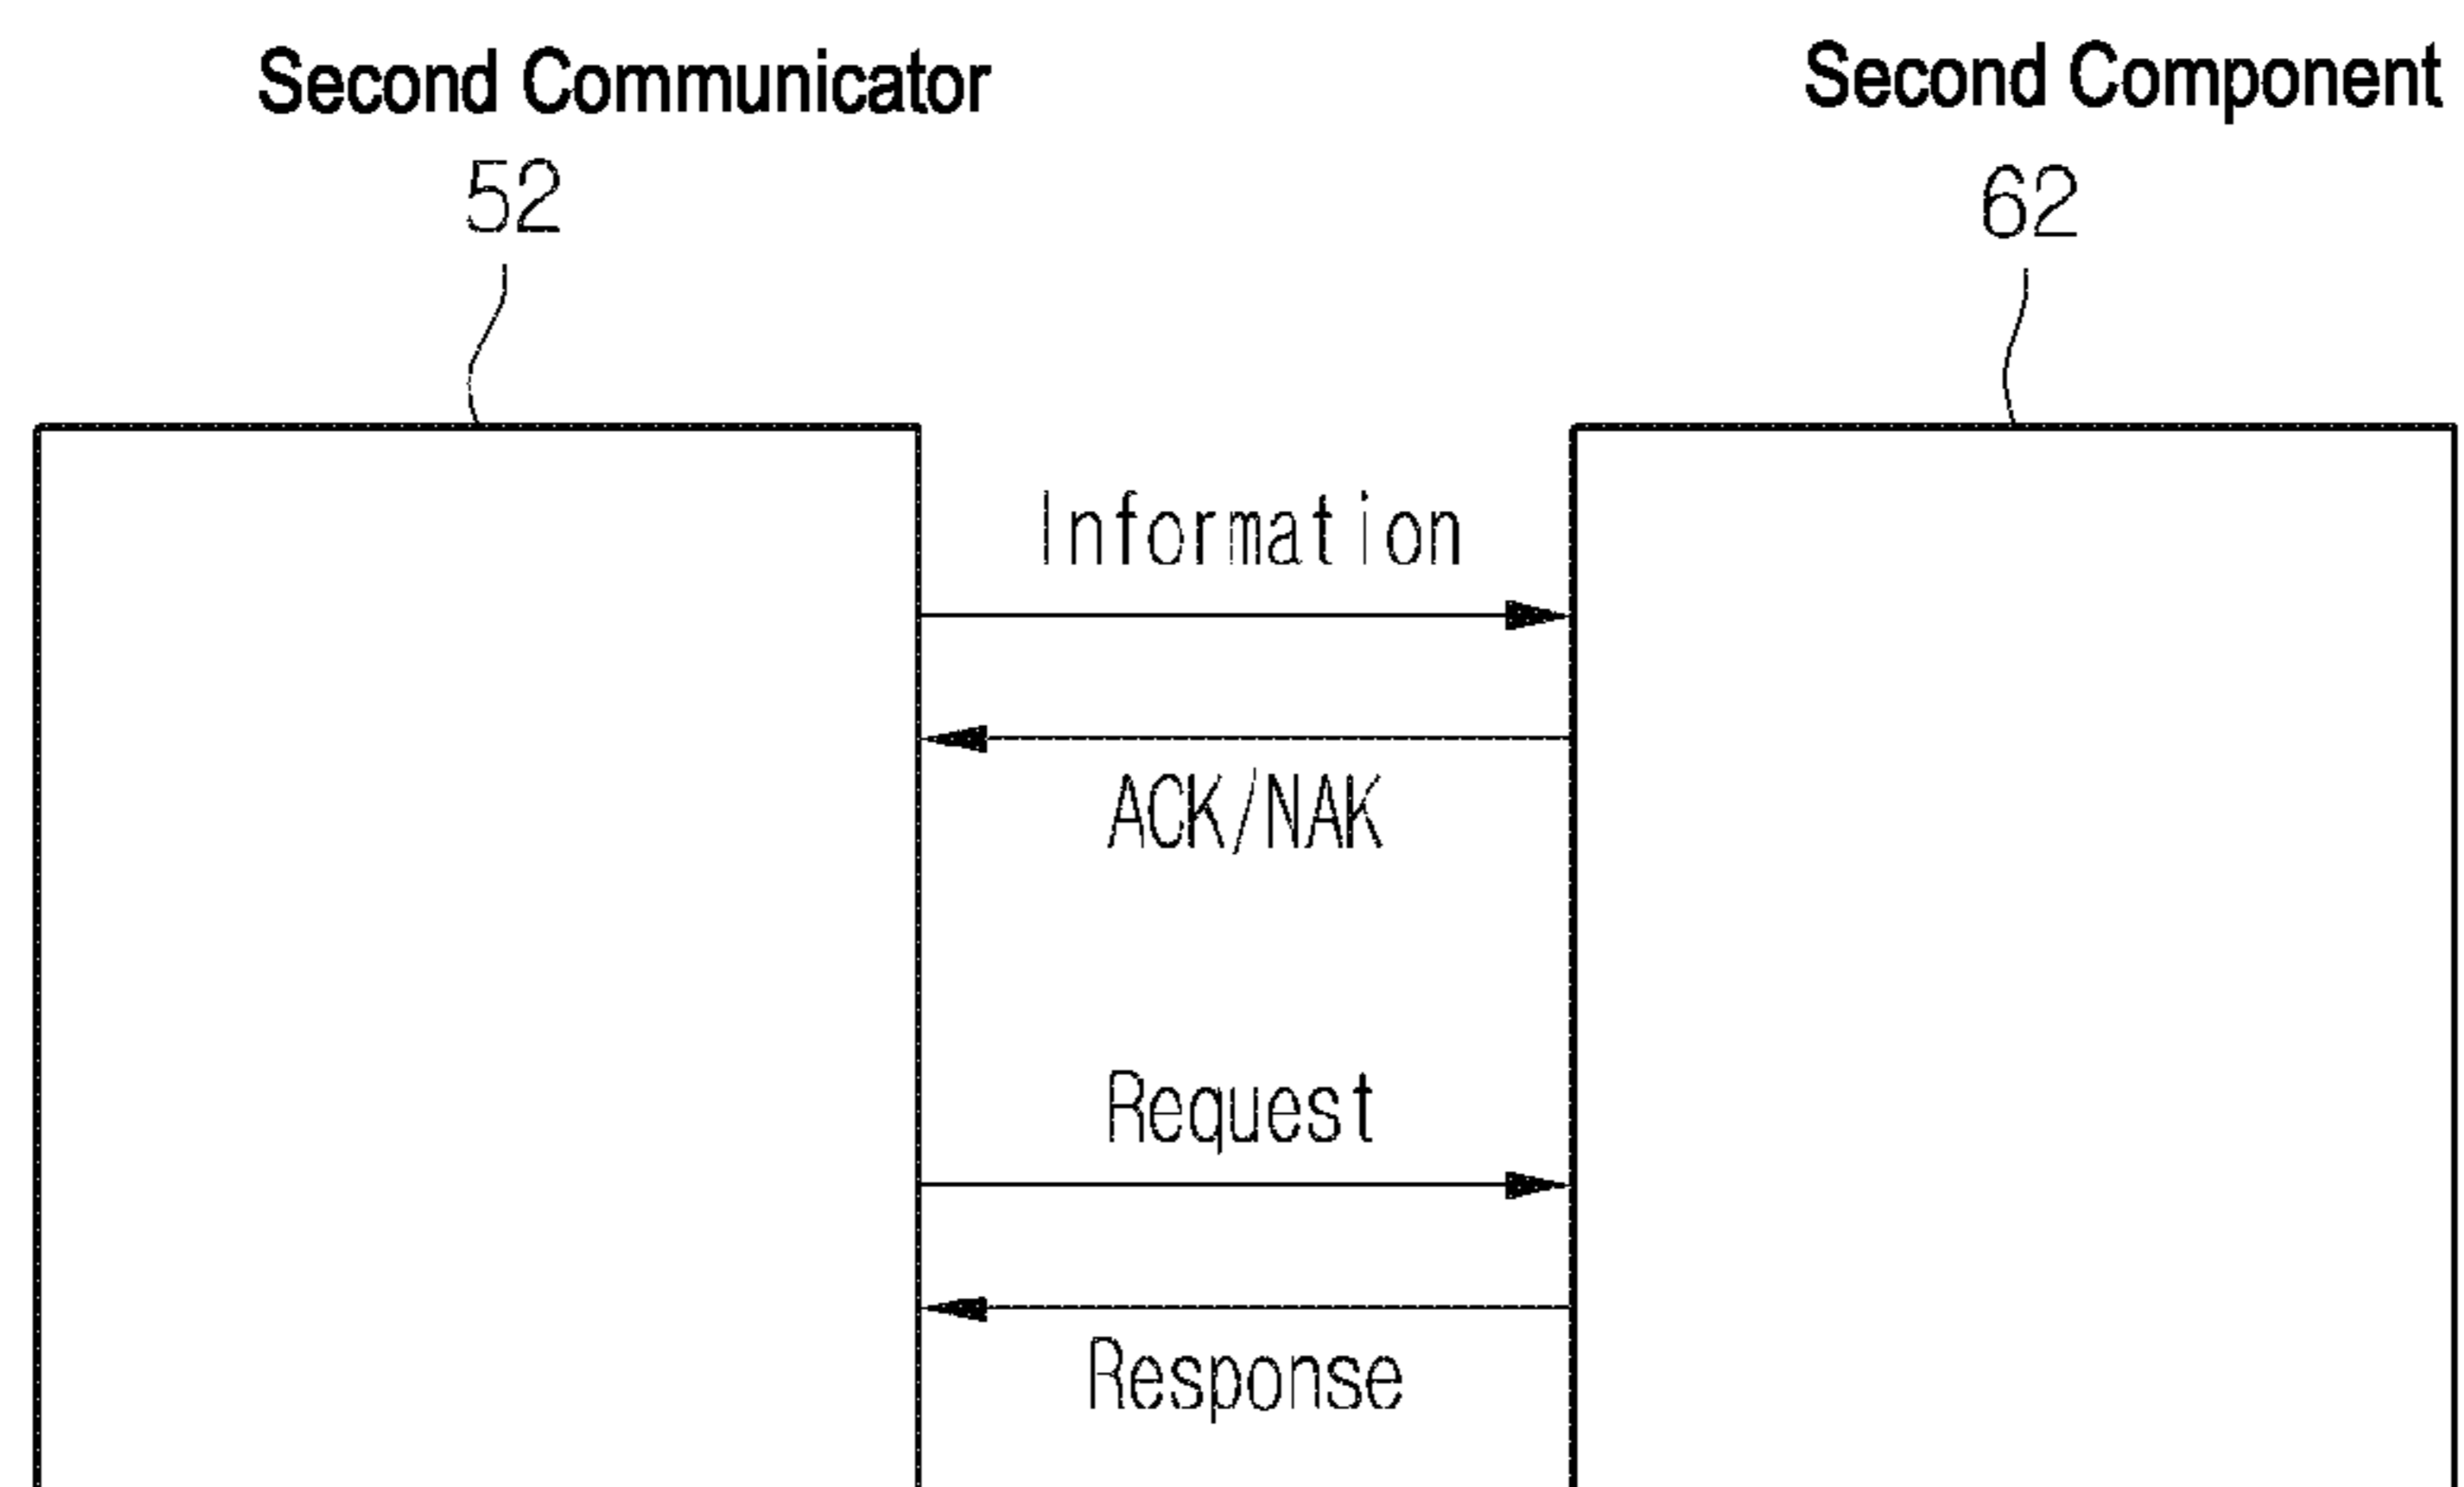 Second Communicator
52
Second Component
62
Information
ACK/NAK
Request
Response